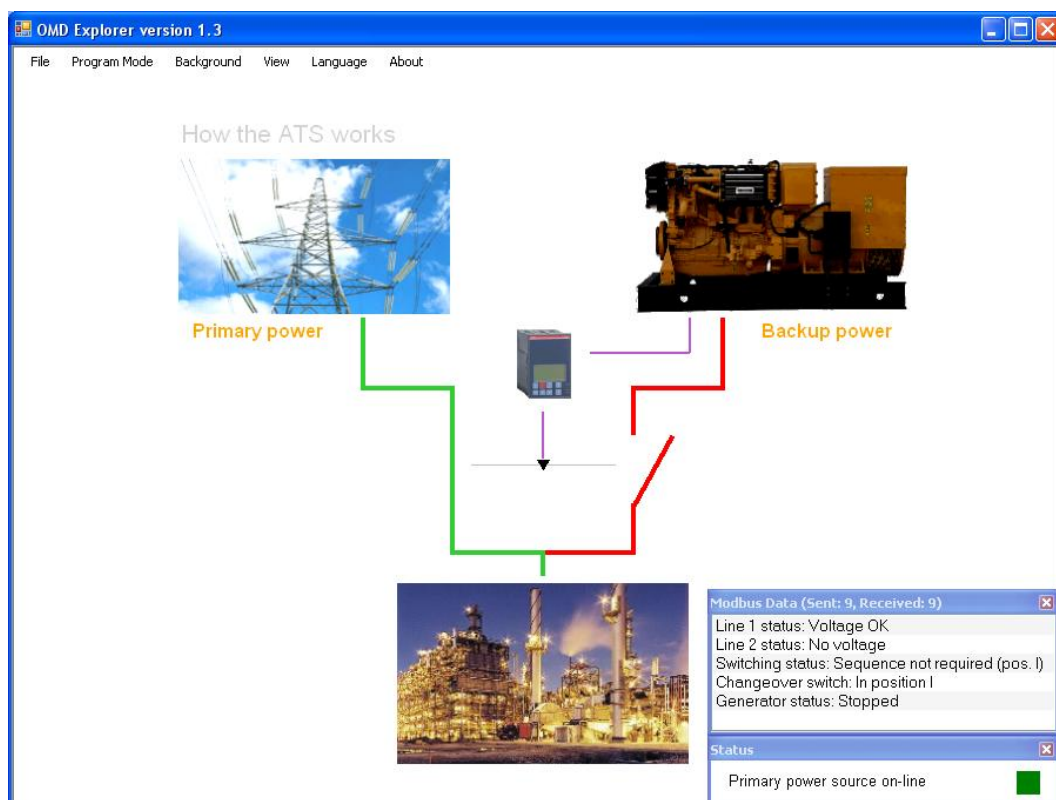 OMD Explorer version 1.3
File Program Mode Background View Language About
How the ATS works
Primary power
Backup power
Modbus Data (Sent: 9, Received: 9)
Line 1 status: Voltage OK
Line 2 status: No voltage
Switching status: Sequence not required (pos. I)
Changeover switch: In position I
Generator status: Stopped
Status
Primary power source on-line